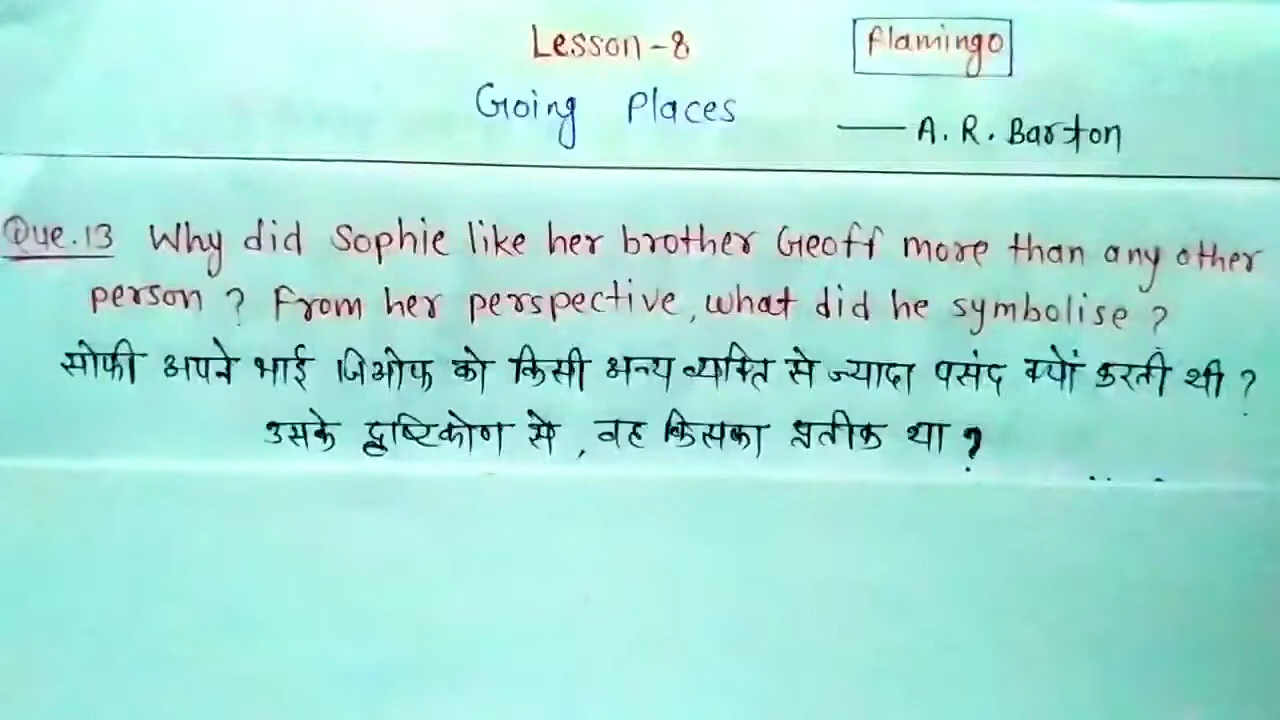 Lesson-8
Flamingo
Going Places
— A. R. Barton
Que.13 Why did Sophie like her brother Geoff more than any other
person ? From her perspective, what did he symbolise ?
सोफी अपने भाई जिओफ को किसी अन्य व्यक्ति से ज्यादा पसंद क्यों करती थी ?
उसके दृष्टिकोण से , वह किसका प्रतीक था ?